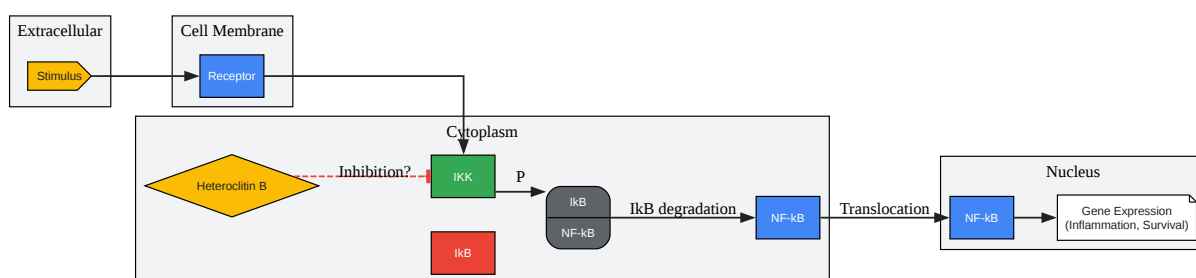 Extracellular
Stimulus
Cell Membrane
Receptor
Cytoplasm
Heteroclitin B
Inhibition?
IKK
P
IkB
NF-kB
IkB degradation
NF-kB
IkB
Translocation
Nucleus
NF-kB
Gene Expression
(Inflammation, Survival)